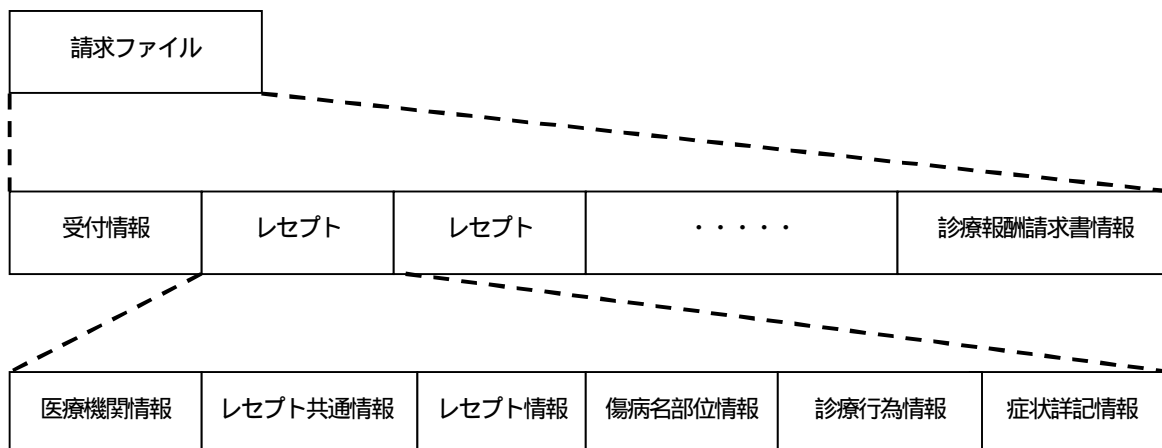 請求ファイル
受付情報 レセプト レセプト ・・・・・ 診療報酬請求書情報
医療機関情報 レセプト共通情報 レセプト情報 傷病名部位情報 診療行為情報 症状詳記情報